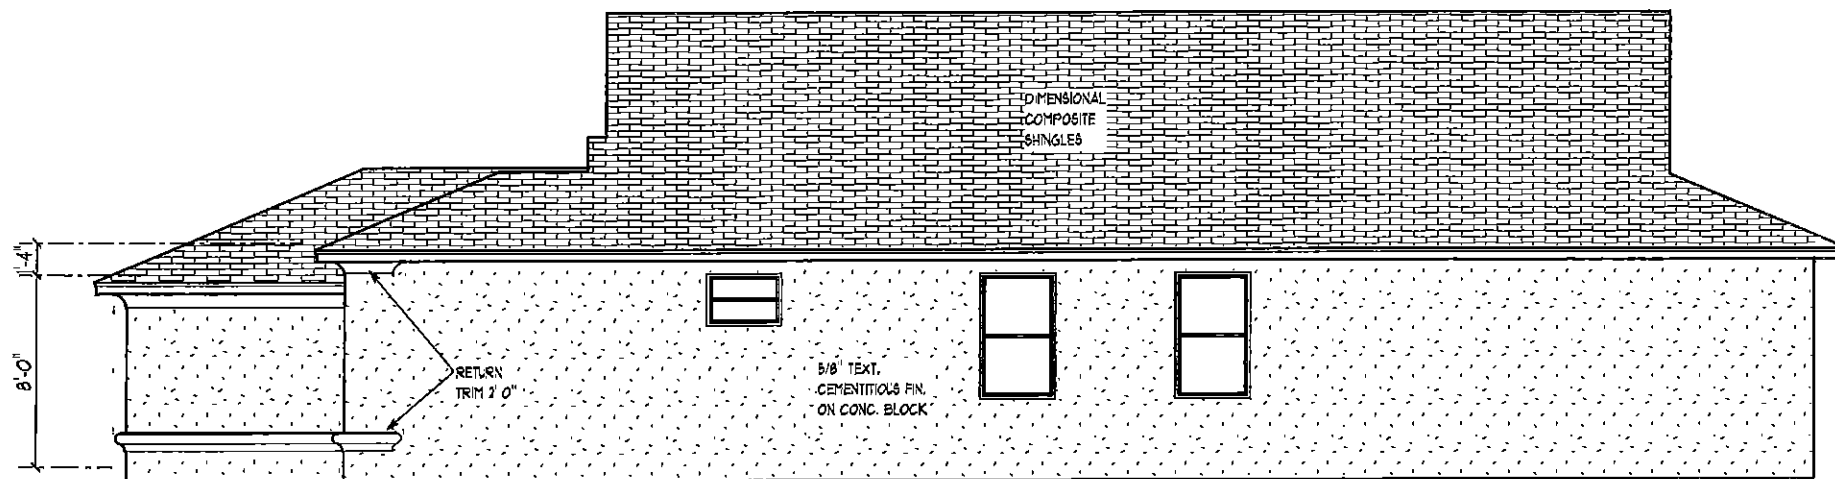 DIMENSIONAL
COMPOSITE
SHINGLES
1'-4"
8'-0"
RETURN
TRIM 2' 0"
5/8" TEXT.
CEMENTITIOUS FIN.
ON CONC. BLOCK